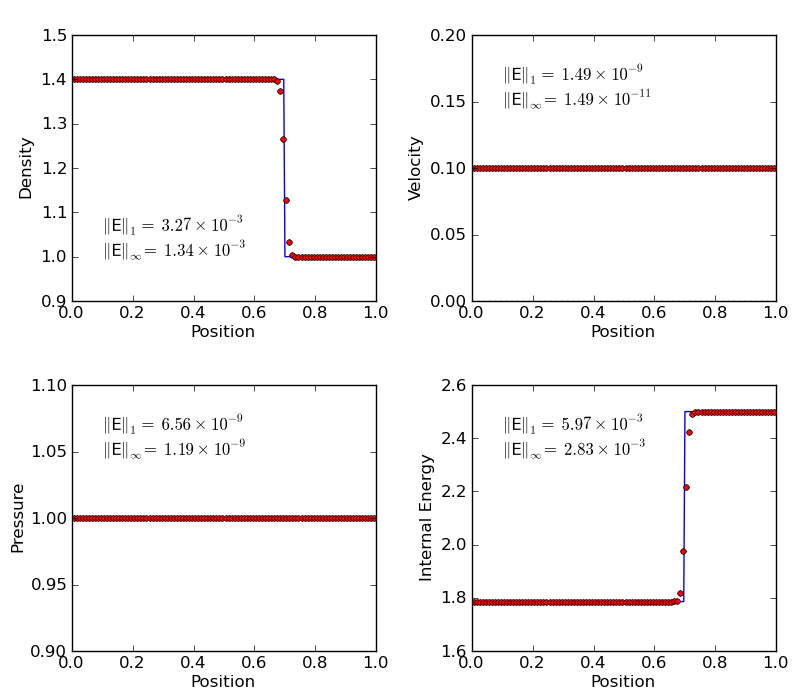 1.5
1.4
1.3
1.2
1.1
1.0
0.9
Density
‖E‖₁ = 3.27 × 10⁻³
‖E‖∞ = 1.34 × 10⁻³
0.0 0.2 0.4 0.6 0.8 1.0
Position
0.20
0.15
0.10
0.05
0.00
Velocity
‖E‖₁ = 1.49 × 10⁻⁹
‖E‖∞ = 1.49 × 10⁻¹¹
0.0 0.2 0.4 0.6 0.8 1.0
Position
1.10
1.05
1.00
0.95
0.90
Pressure
‖E‖₁ = 6.56 × 10⁻⁹
‖E‖∞ = 1.19 × 10⁻⁹
0.0 0.2 0.4 0.6 0.8 1.0
Position
2.6
2.4
2.2
2.0
1.8
1.6
Internal Energy
‖E‖₁ = 5.97 × 10⁻³
‖E‖∞ = 2.83 × 10⁻³
0.0 0.2 0.4 0.6 0.8 1.0
Position